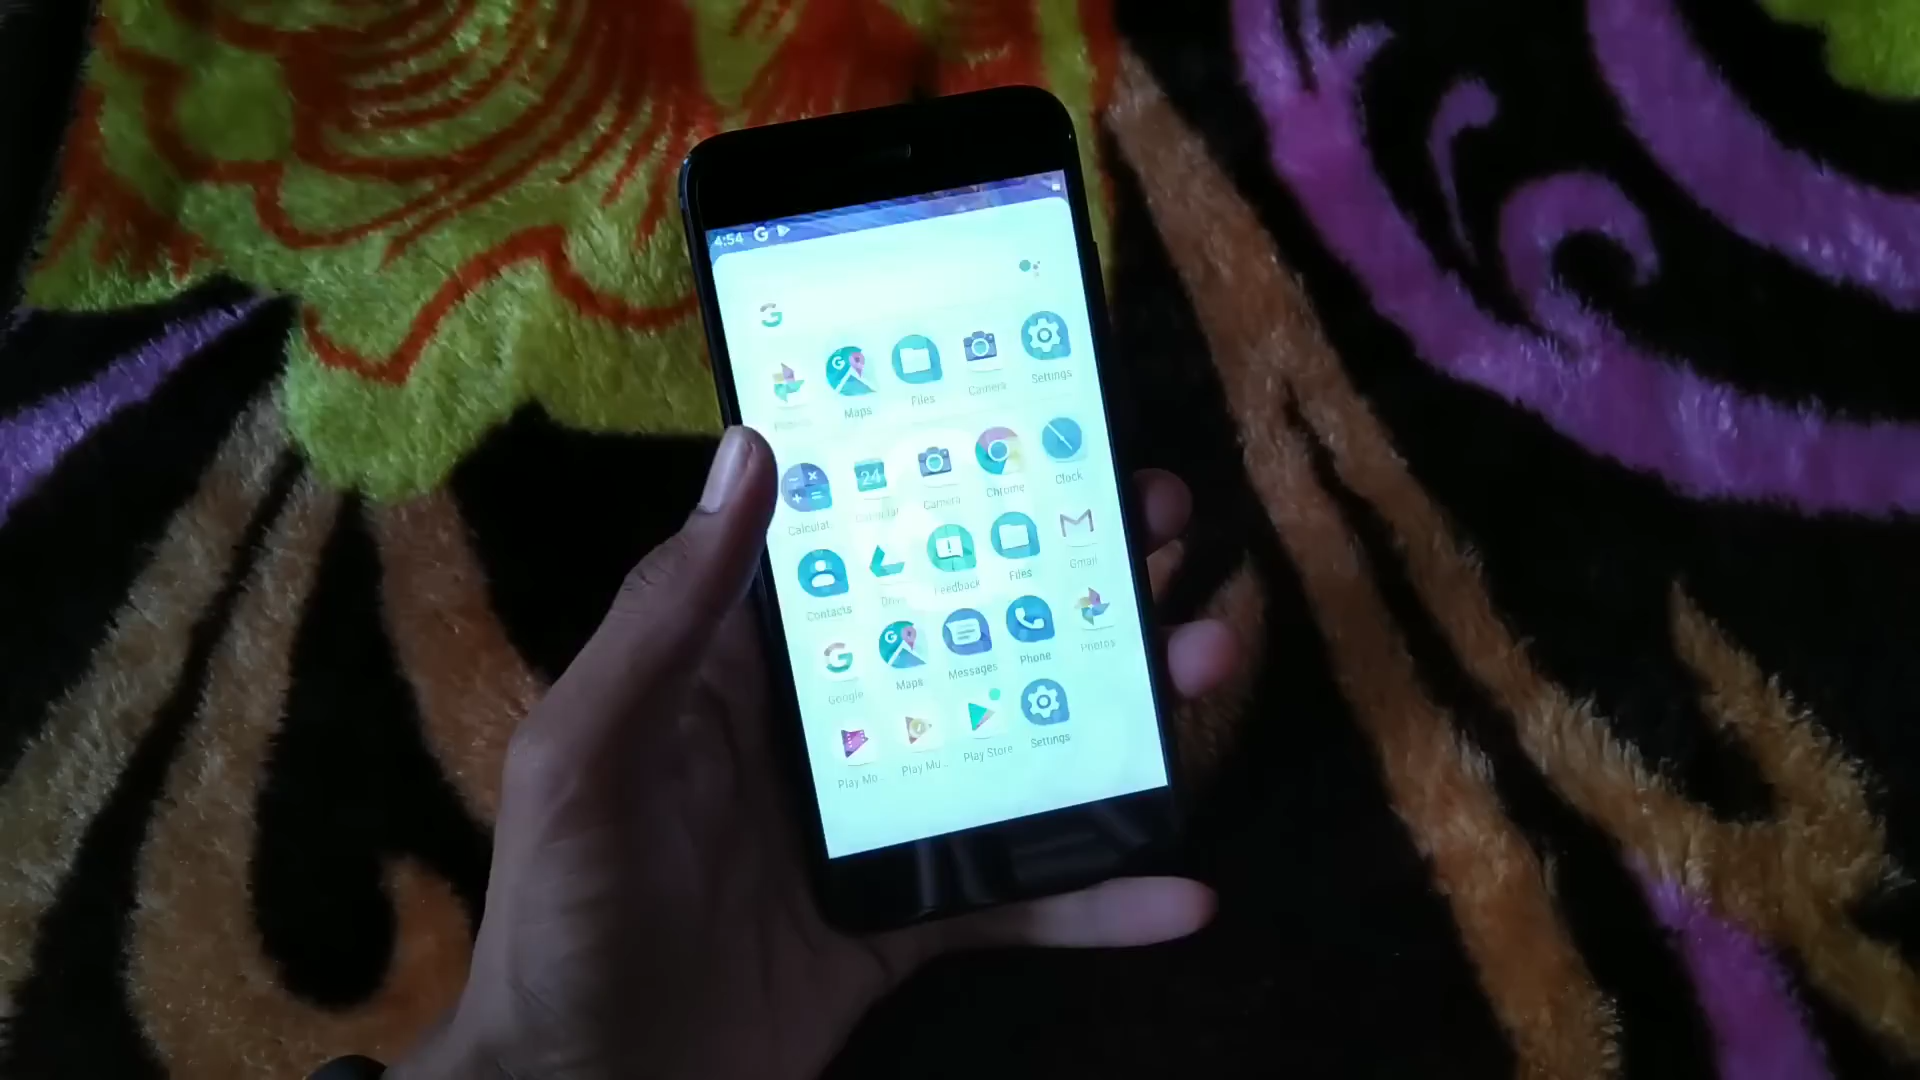 4:54 G
G
Maps Files Camera Settings
Calculat.. Camera Chrome Clock
24
Contacts Feedback Files Gmail
Google Maps Messages Phone Photos
Play Mo... Play Mu... Play Store Settings